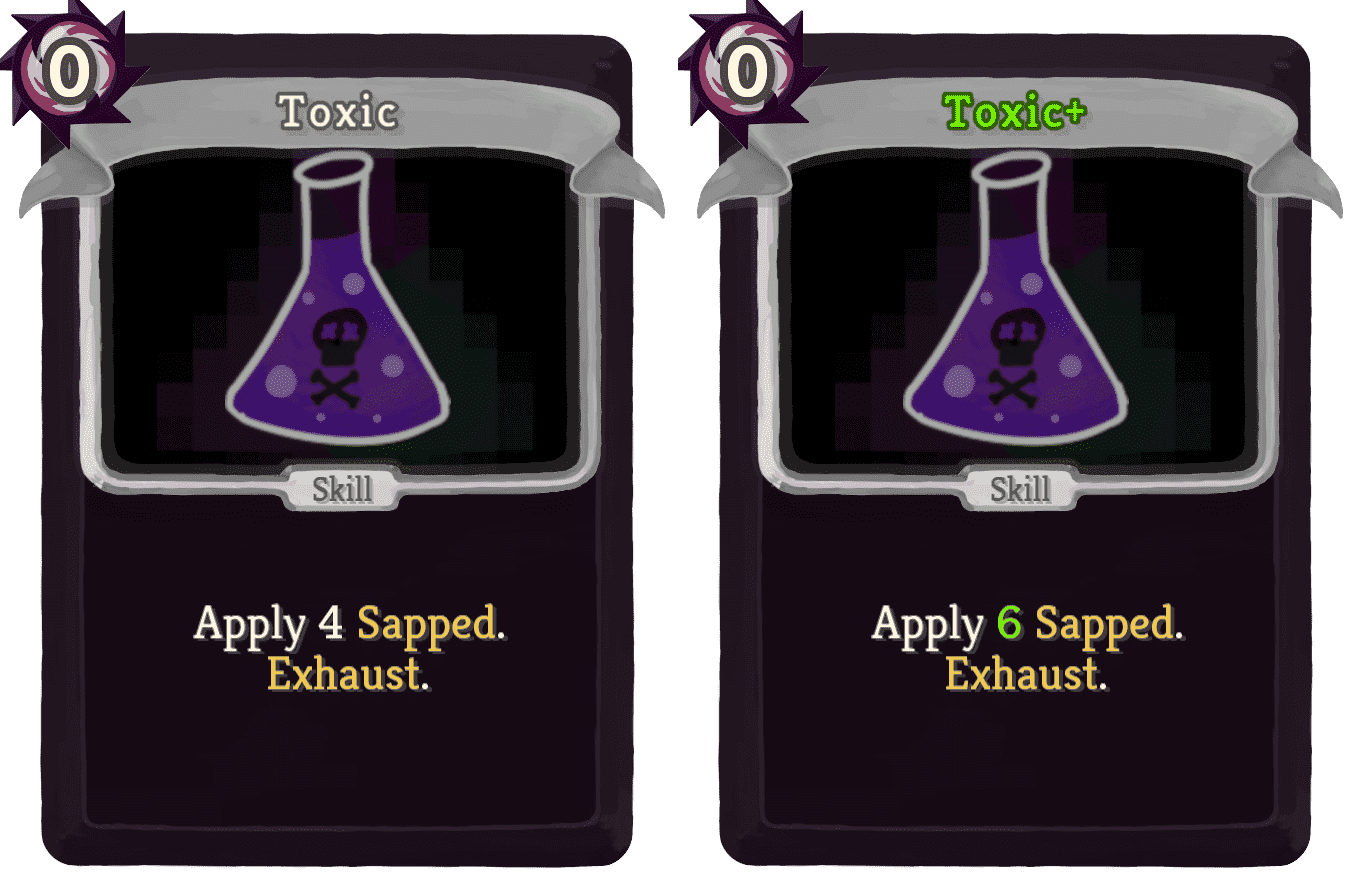 0
Toxic
Skill
Apply 4 Sapped.
Exhaust.
0
Toxic+
Skill
Apply 6 Sapped.
Exhaust.